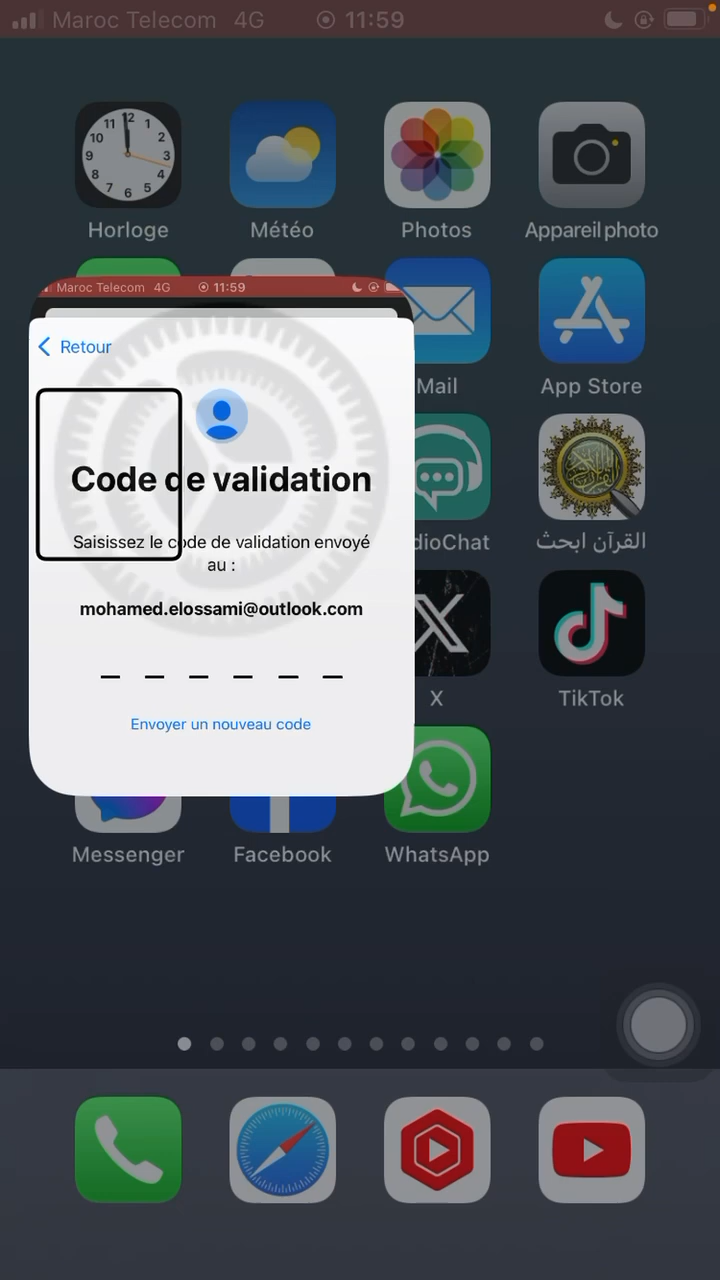 Maroc Telecom 4G 11:59
Horloge
Météo
Photos
Appareil photo
Maroc Telecom 4G 11:59
Retour
Code de validation
Saisissez le code de validation envoyé
au :
mohamed.elossami@outlook.com
Envoyer un nouveau code
Mail
App Store
dioChat
القرآن ابحث
X
TikTok
Messenger
Facebook
WhatsApp